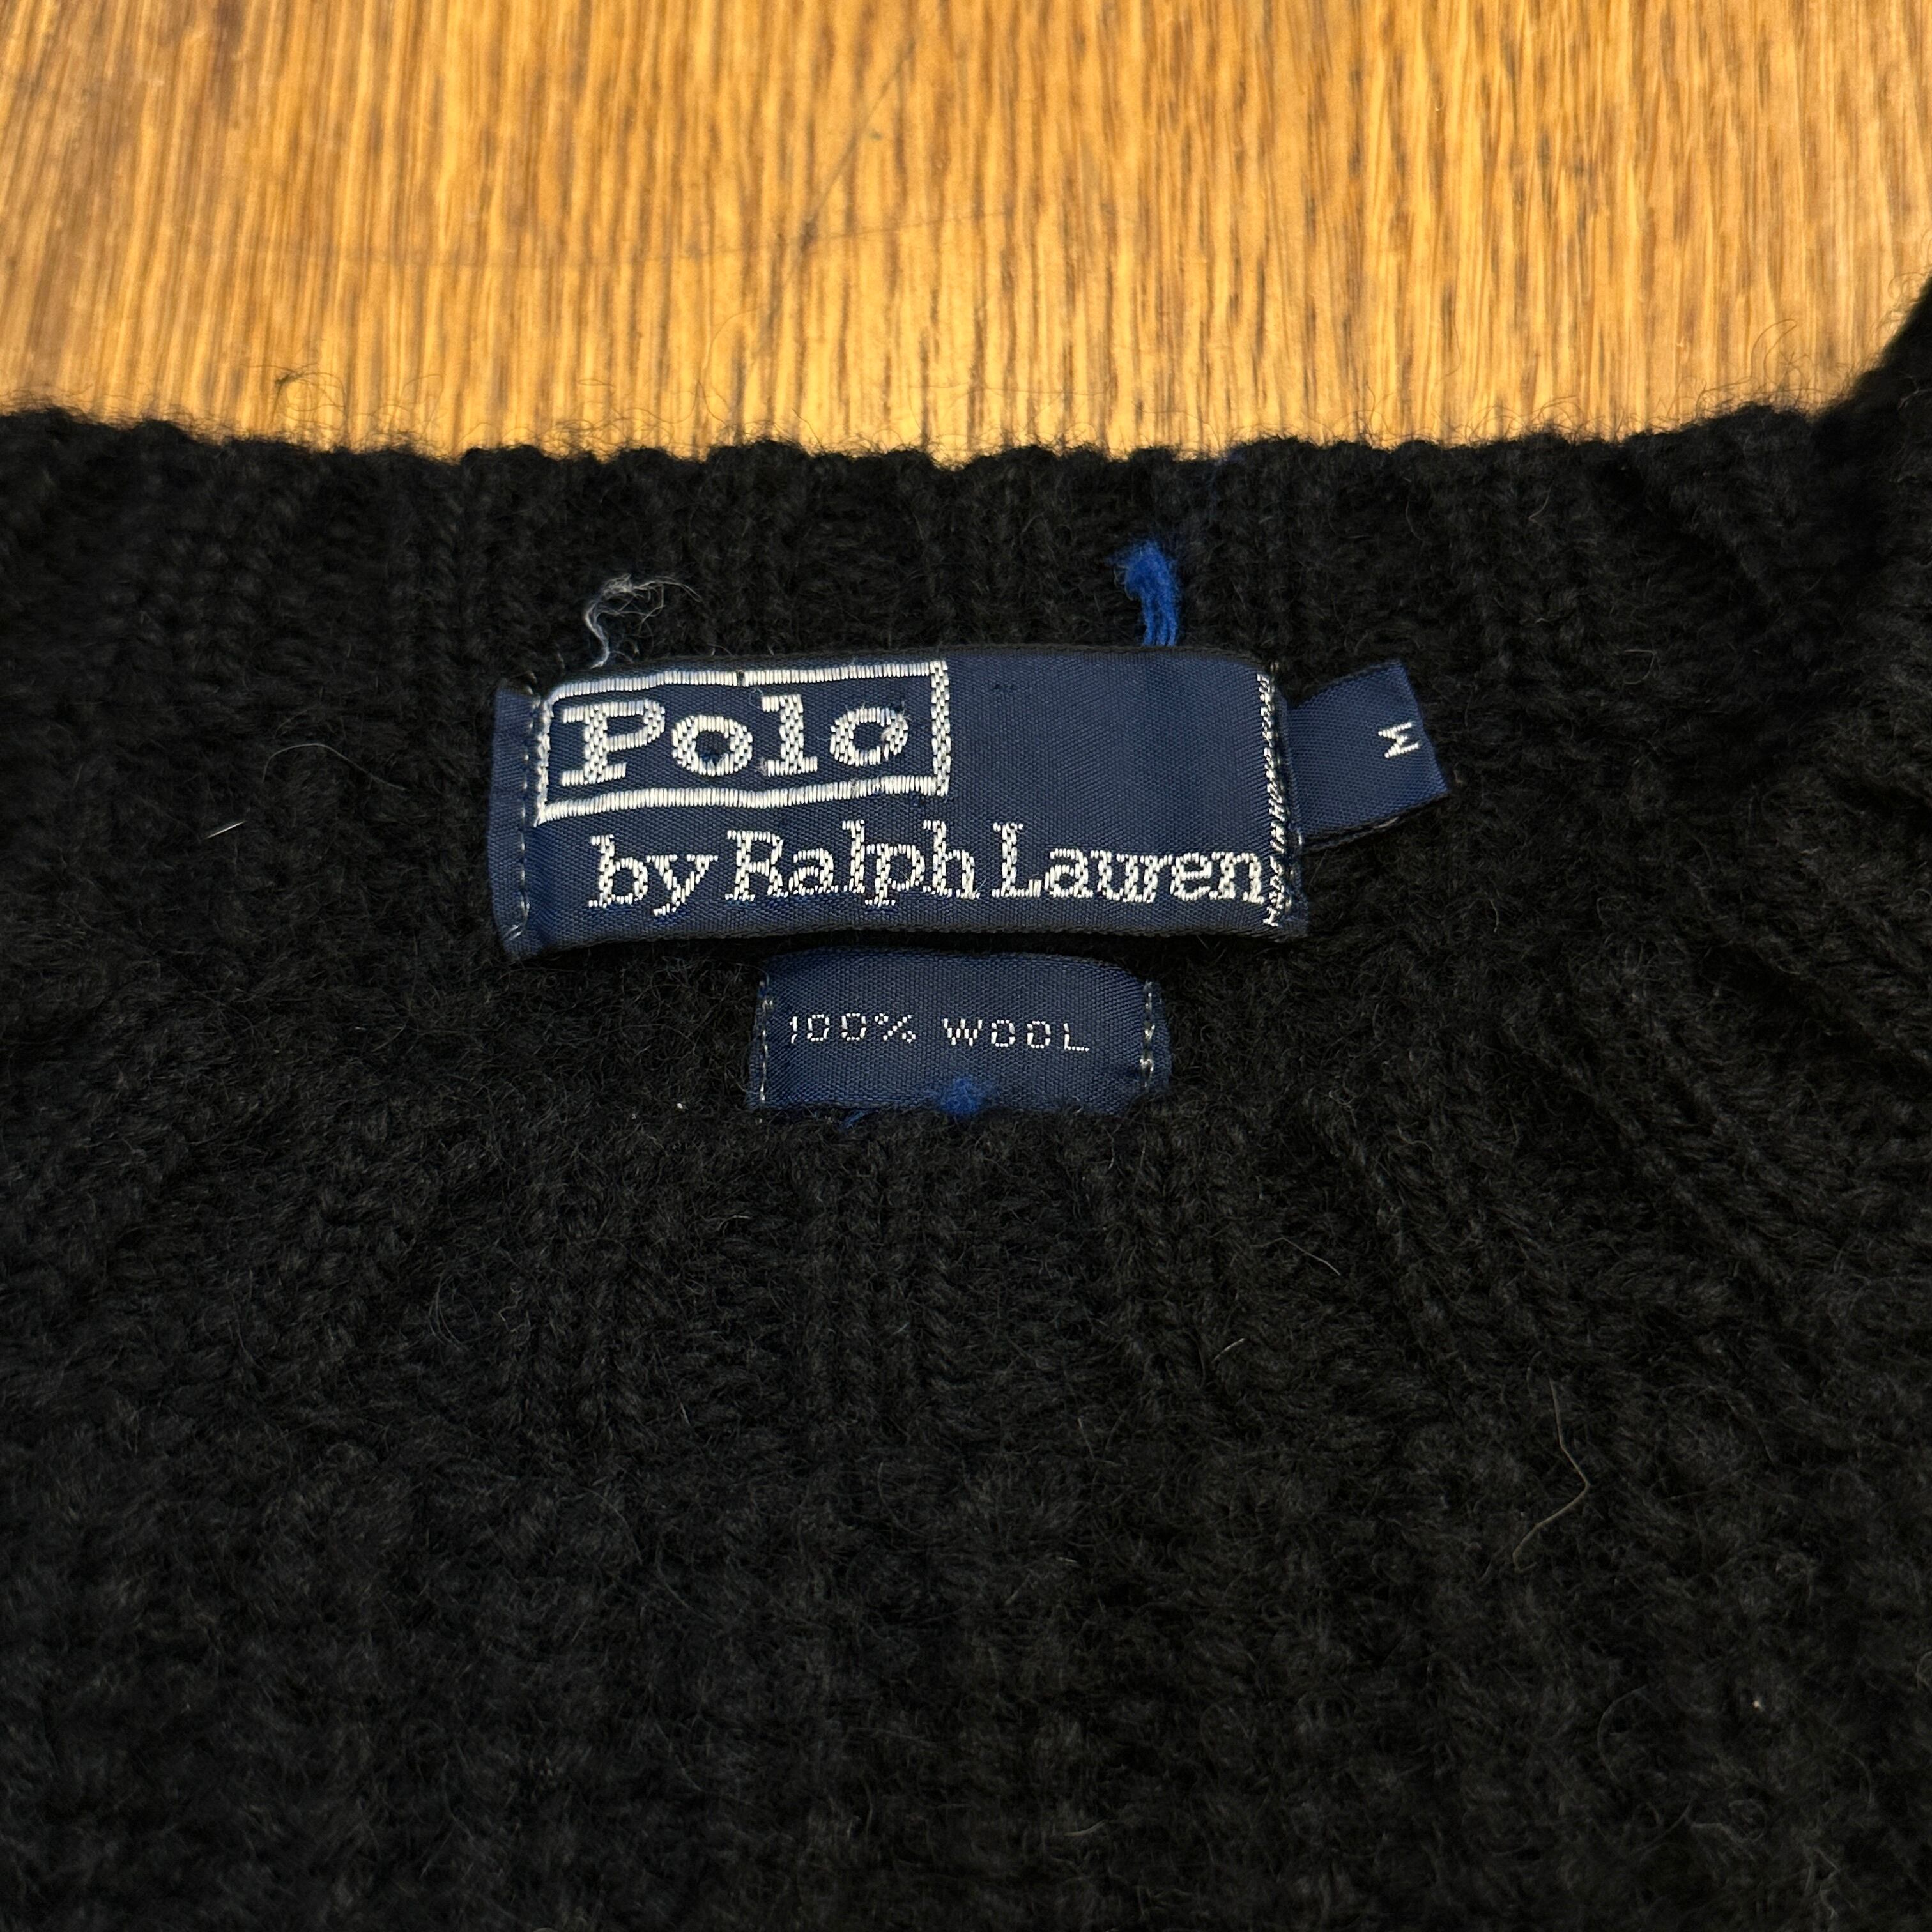 Polo
by Ralph Lauren
M
100% WOOL